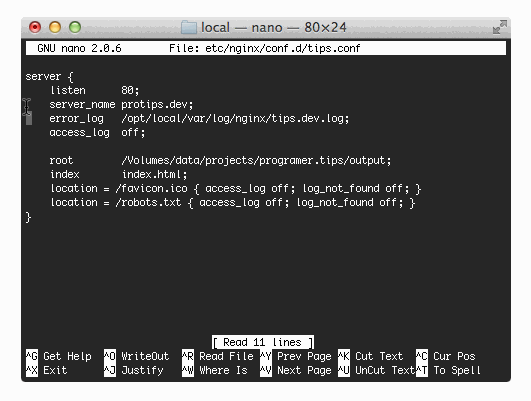 local — nano — 80×24
GNU nano 2.0.6 File: etc/nginx/conf.d/tips.conf
server {
listen 80;
server_name protips.dev;
error_log /opt/local/var/log/nginx/tips.dev.log;
access_log off;
root /Volumes/data/projects/programer.tips/output;
index index.html;
location = /favicon.ico { access_log off; log_not_found off; }
location = /robots.txt { access_log off; log_not_found off; }
}
[ Read 11 lines ]
^G Get Help ^O WriteOut ^R Read File ^Y Prev Page ^K Cut Text ^C Cur Pos
^X Exit ^J Justify ^W Where Is ^V Next Page ^U UnCut Text ^T To Spell